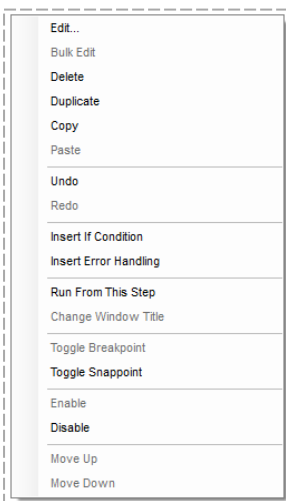 Edit...
Bulk Edit
Delete
Duplicate
Copy
Paste
Undo
Redo
Insert If Condition
Insert Error Handling
Run From This Step
Change Window Title
Toggle Breakpoint
Toggle Snappoint
Enable
Disable
Move Up
Move Down